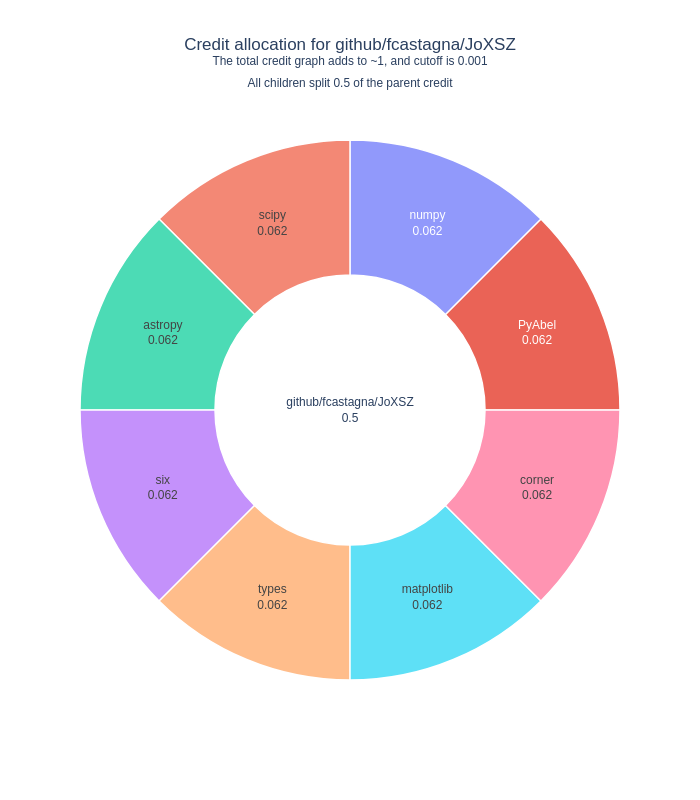 Credit allocation for github/fcastagna/JoXSZ
The total credit graph adds to ~1, and cutoff is 0.001
All children split 0.5 of the parent credit
scipy
0.062
numpy
0.062
astropy
0.062
PyAbel
0.062
github/fcastagna/JoXSZ
0.5
six
0.062
corner
0.062
types
0.062
matplotlib
0.062